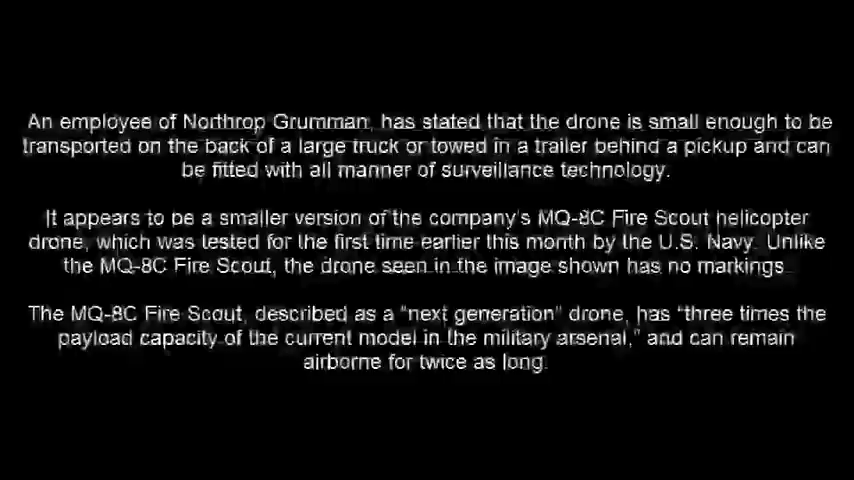 An employee of Northrop Grumman, has stated that the drone is small enough to be
transported on the back of a large truck or towed in a trailer behind a pickup and can
be fitted with all manner of surveillance technology.
It appears to be a smaller version of the company's MQ-8C Fire Scout helicopter
drone, which was tested for the first time earlier this month by the U.S. Navy. Unlike
the MQ-8C Fire Scout, the drone seen in the image shown has no markings.
The MQ-8C Fire Scout, described as a "next generation" drone, has "three times the
payload capacity of the current model in the military arsenal," and can remain
airborne for twice as long.